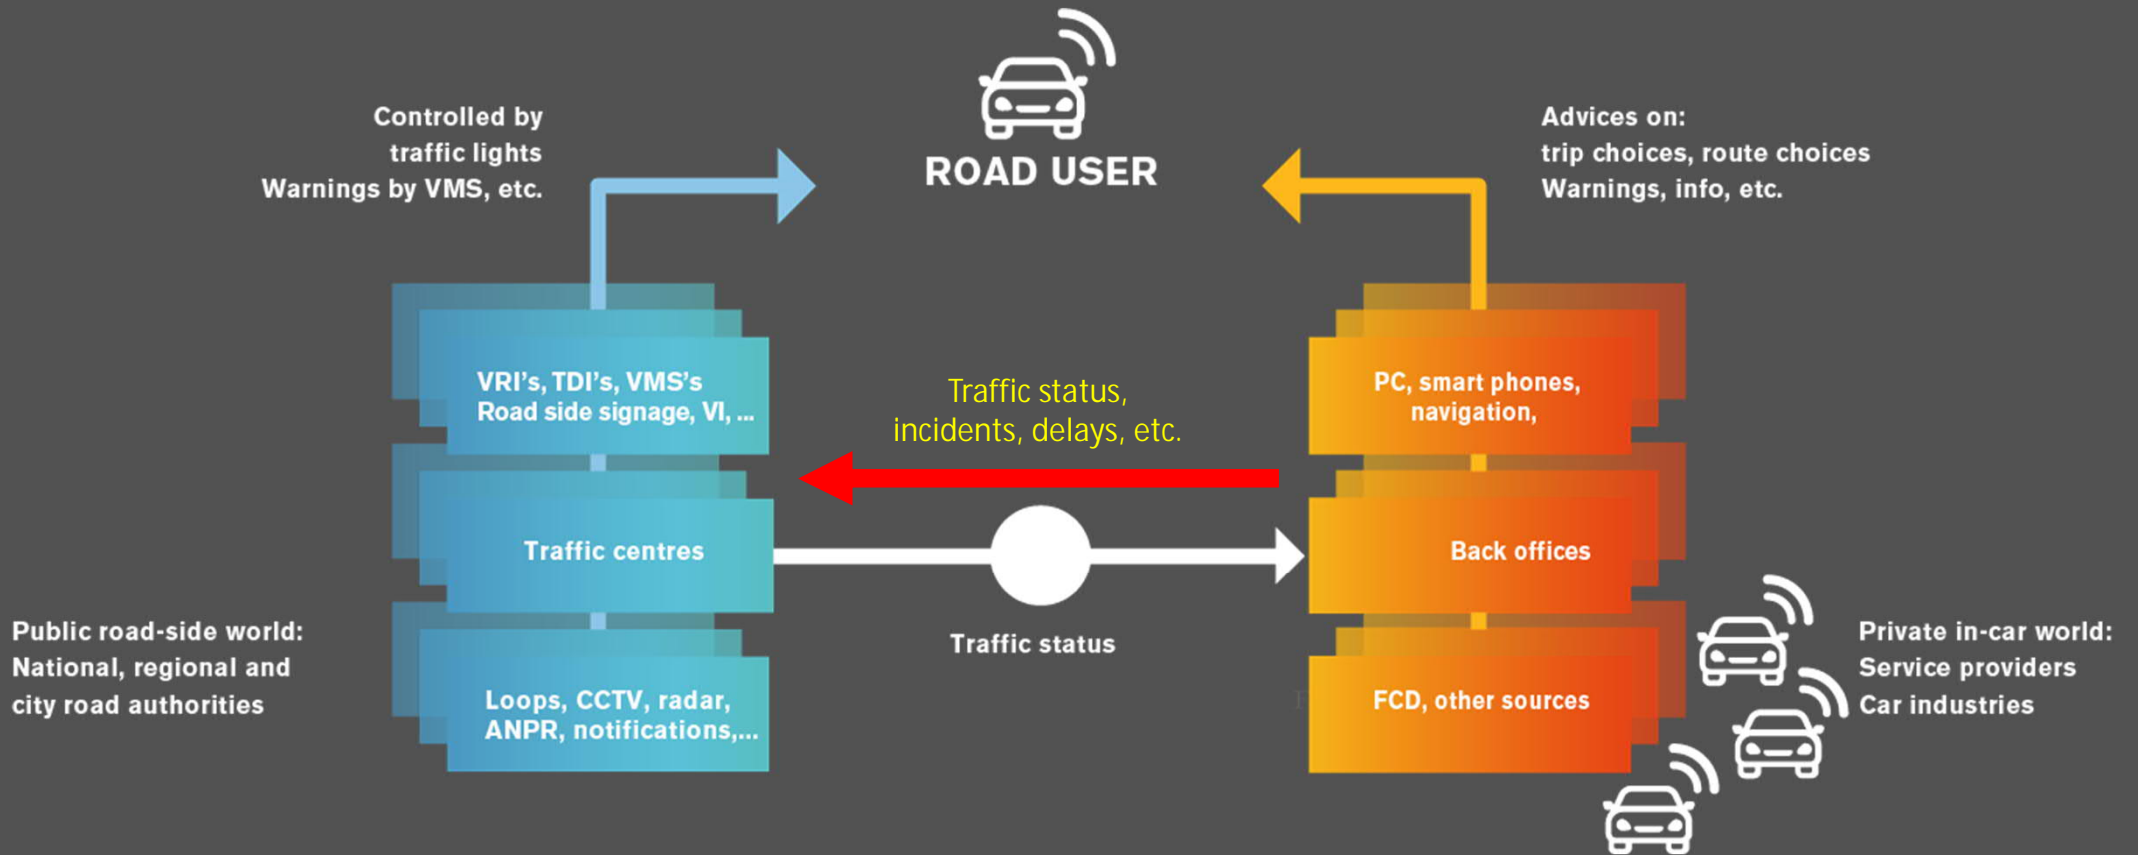 Controlled by
traffic lights
Warnings by VMS, etc.
ROAD USER
Advices on:
trip choices, route choices
Warnings, info, etc.
VRI's, TDI's, VMS's
Road side signage, VI, ...
Traffic status,
incidents, delays, etc.
PC, smart phones,
navigation,
Traffic centres
Back offices
Public road-side world:
National, regional and
city road authorities
Traffic status
Private in-car world:
Service providers
Car industries
Loops, CCTV, radar,
ANPR, notifications,...
FCD, other sources